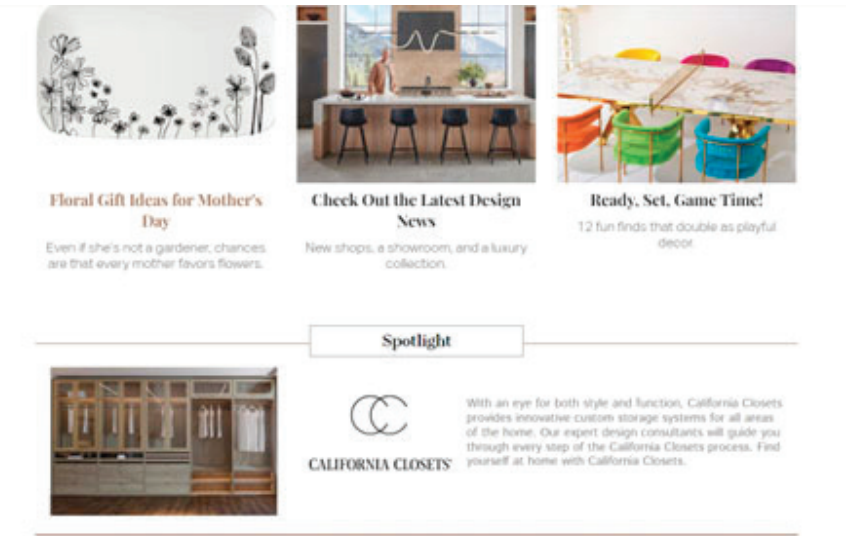 Floral Gift Ideas for Mother's
Day
Even if she's not a gardener, chances
are that every mother favors flowers.
Check Out the Latest Design
News
New shops, a showroom, and a luxury
collection.
Ready, Set, Game Time!
12 fun finds that double as playful
decor.
Spotlight
CALIFORNIA CLOSETS
With an eye for both style and function, California Closets
provides innovative custom storage systems for all areas
of the home. Our expert design consultants will guide you
through every step of the California Closets process. Find
yourself at home with California Closets.